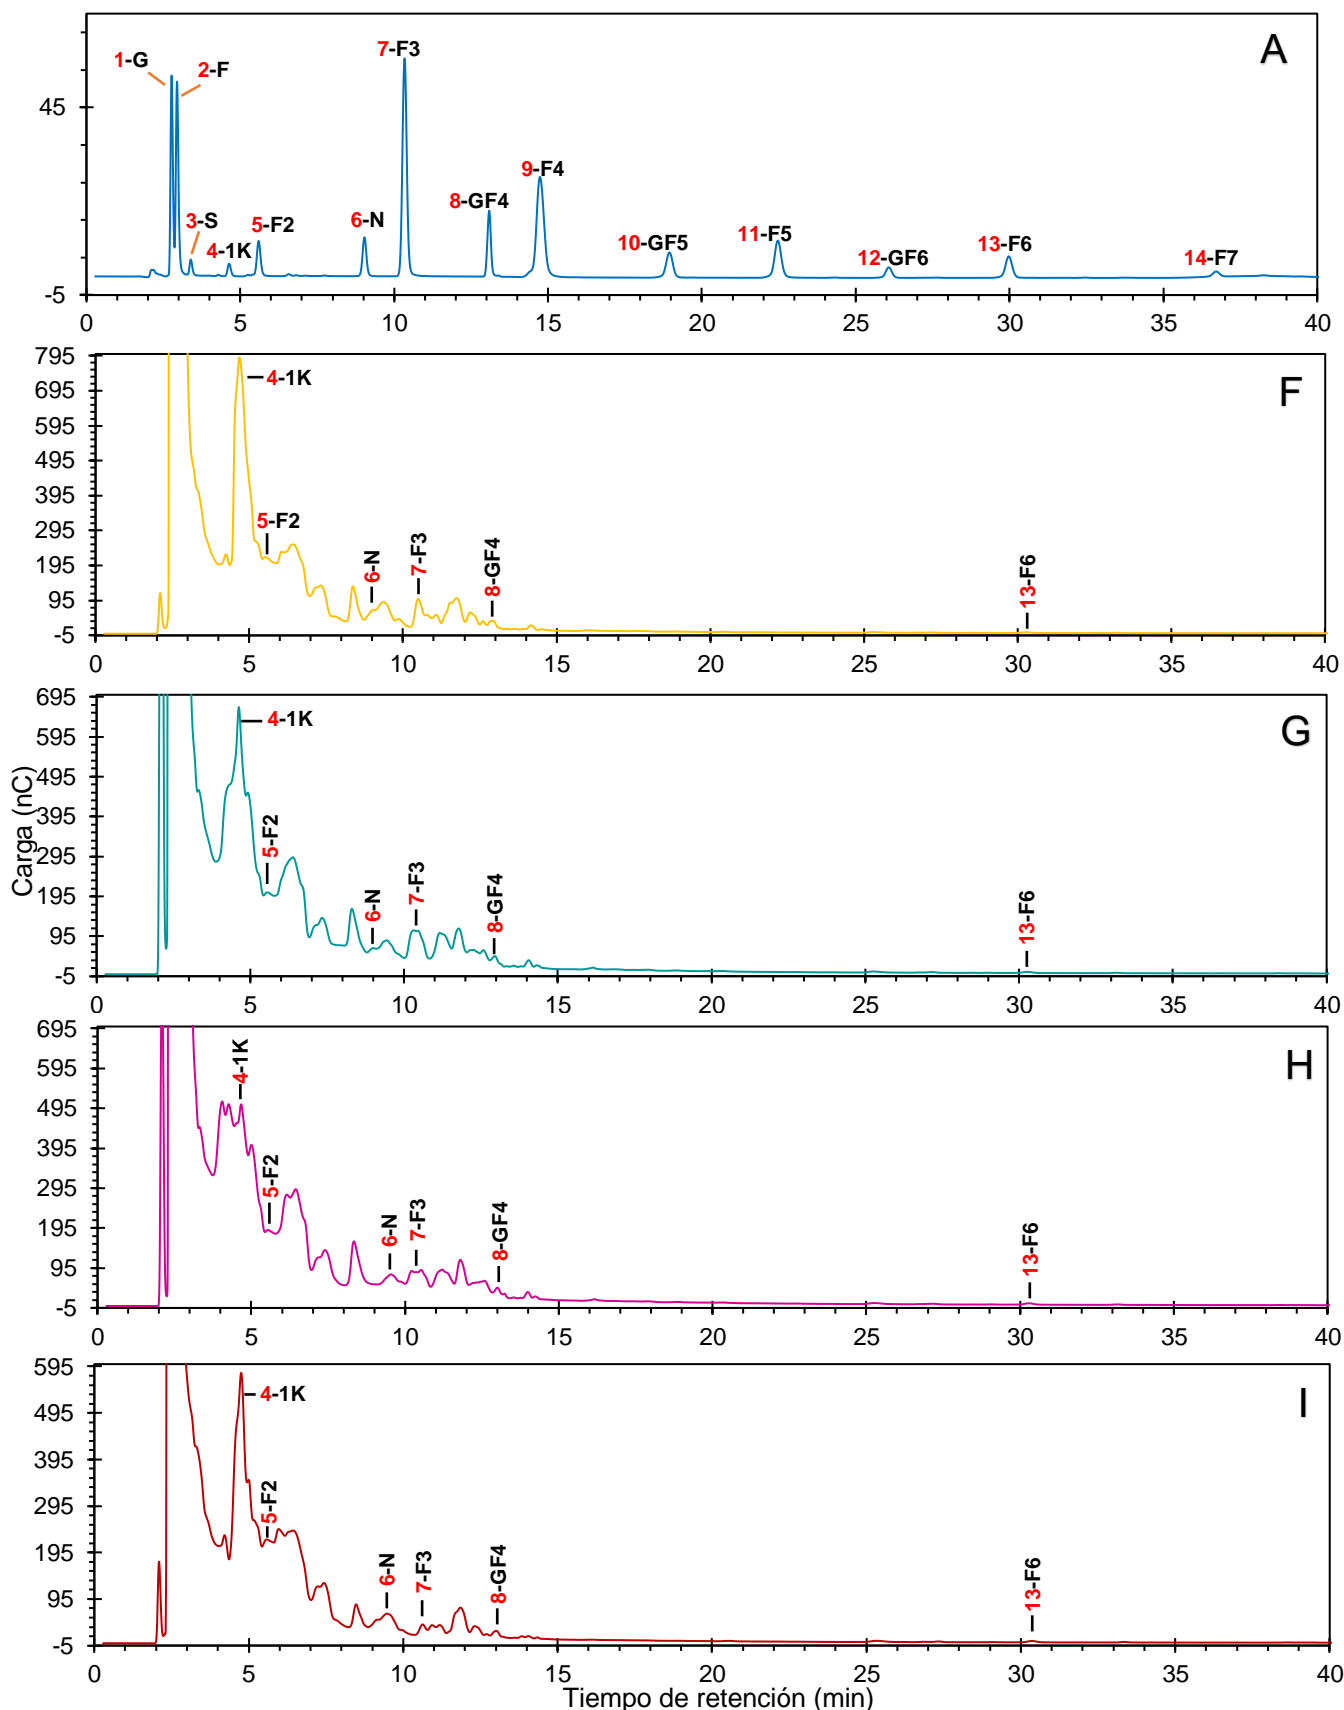 A
1-G
2-F
3-S
4-1K
5-F2
6-N
7-F3
8-GF4
9-F4
10-GF5
11-F5
12-GF6
13-F6
14-F7
45
-5
0 5 10 15 20 25 30 35 40
F
4-1K
5-F2
6-N
7-F3
8-GF4
13-F6
795
695
595
495
395
295
195
95
-5
0 5 10 15 20 25 30 35 40
G
4-1K
5-F2
6-N
7-F3
8-GF4
13-F6
695
595
495
395
295
195
95
-5
0 5 10 15 20 25 30 35 40
Carga (nC)
H
4-1K
5-F2
6-N
7-F3
8-GF4
13-F6
695
595
495
395
295
195
95
-5
0 5 10 15 20 25 30 35 40
I
4-1K
5-F2
6-N
7-F3
8-GF4
13-F6
595
495
395
295
195
95
-5
0 5 10 15 20 25 30 35 40
Tiempo de retención (min)